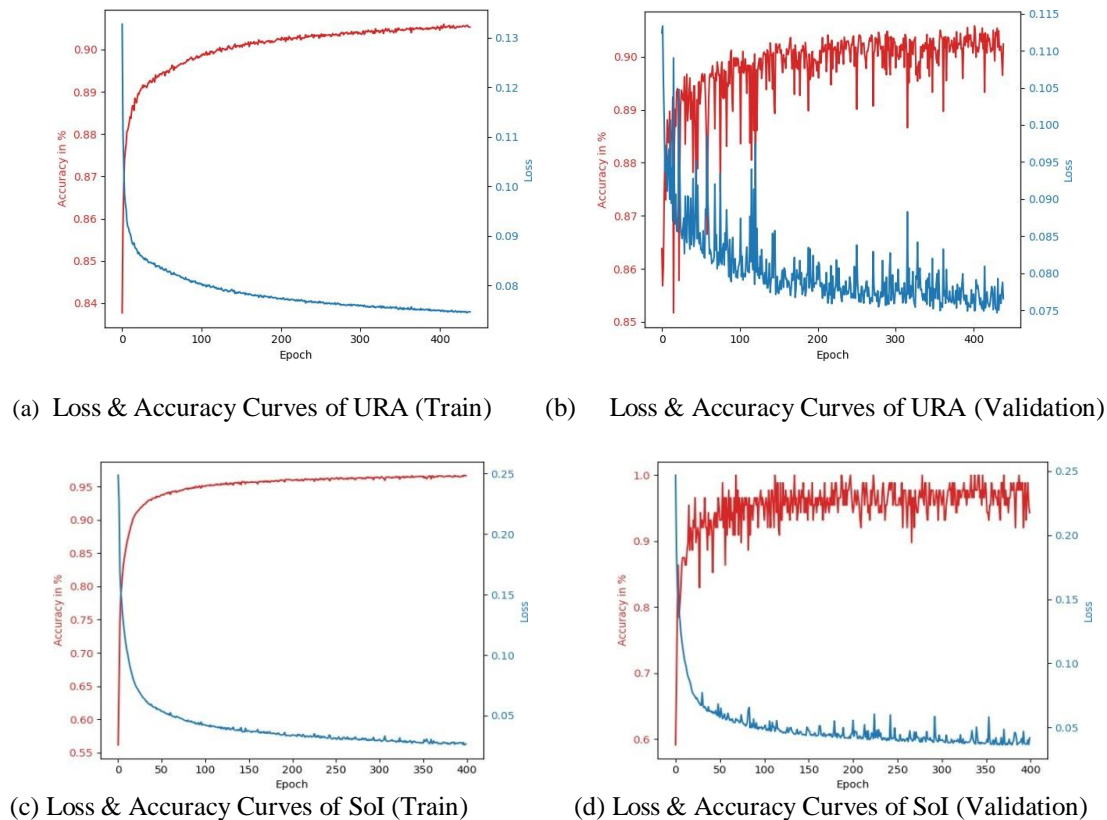 0.90
0.89
0.88
0.87
0.86
0.85
0.84
Accuracy in %
0.13
0.12
0.11
0.10
0.09
0.08
Loss
0 100 200 300 400
Epoch
0.90
0.89
0.88
0.87
0.86
0.85
Accuracy in %
0.115
0.110
0.105
0.100
0.095
0.090
0.085
0.080
0.075
Loss
0 100 200 300 400
Epoch
(a) Loss & Accuracy Curves of URA (Train)
(b) Loss & Accuracy Curves of URA (Validation)
0.95
0.90
0.85
0.80
0.75
0.70
0.65
0.60
0.55
Accuracy in %
0.25
0.20
0.15
0.10
0.05
Loss
0 50 100 150 200 250 300 350 400
Epoch
1.0
0.9
0.8
0.7
0.6
Accuracy in %
0.25
0.20
0.15
0.10
0.05
Loss
0 50 100 150 200 250 300 350 400
Epoch
(c) Loss & Accuracy Curves of SoI (Train)
(d) Loss & Accuracy Curves of SoI (Validation)